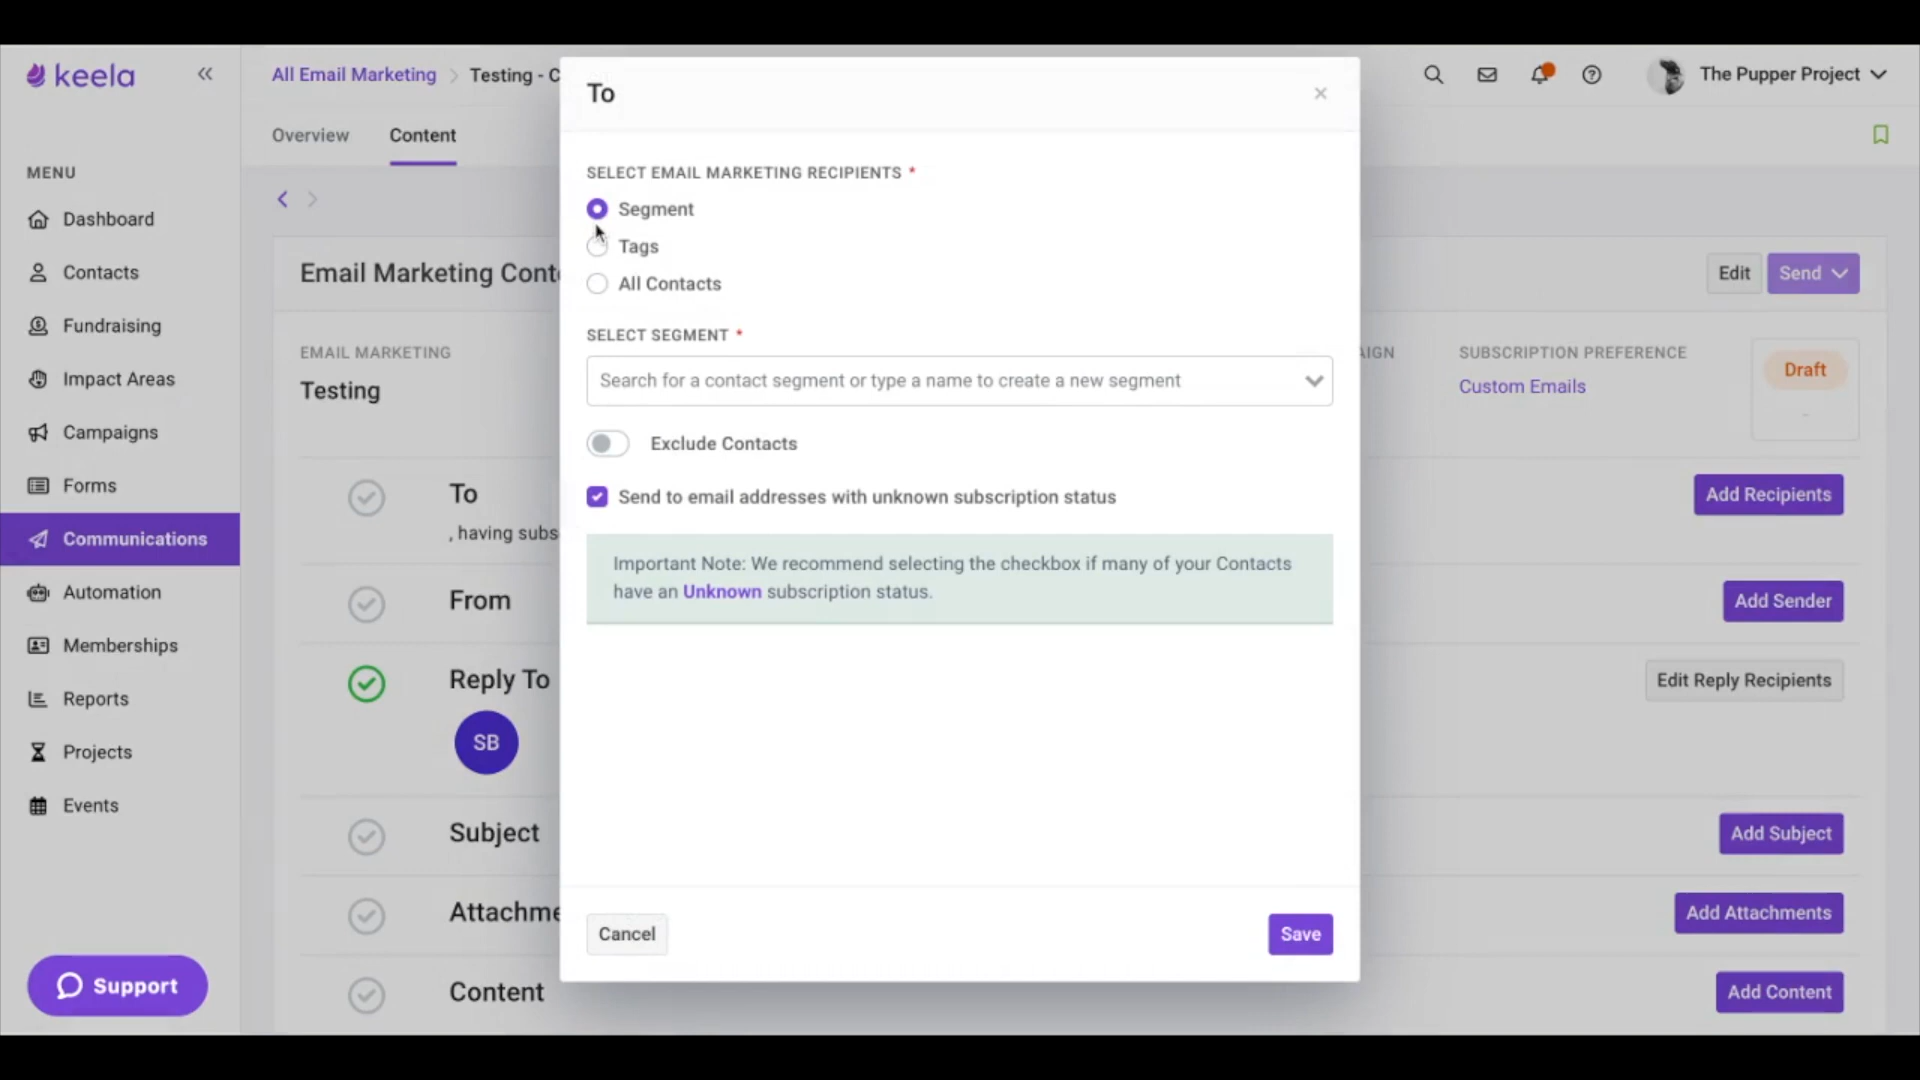 keela
All Email Marketing
Testing - C
The Pupper Project
Overview
Content
MENU
Dashboard
Contacts
Fundraising
Impact Areas
Campaigns
Forms
Communications
Automation
Memberships
Reports
Projects
Events
Support
Email Marketing Conte
Edit
Send
EMAIL MARKETING
Testing
AIGN
SUBSCRIPTION PREFERENCE
Custom Emails
Draft
-
To
, having subs
Add Recipients
From
Add Sender
Reply To
SB
Edit Reply Recipients
Subject
Add Subject
Attachme
Add Attachments
Content
Add Content
To
SELECT EMAIL MARKETING RECIPIENTS *
Segment
Tags
All Contacts
SELECT SEGMENT *
Search for a contact segment or type a name to create a new segment
Exclude Contacts
Send to email addresses with unknown subscription status
Important Note: We recommend selecting the checkbox if many of your Contacts
have an Unknown subscription status.
Cancel
Save